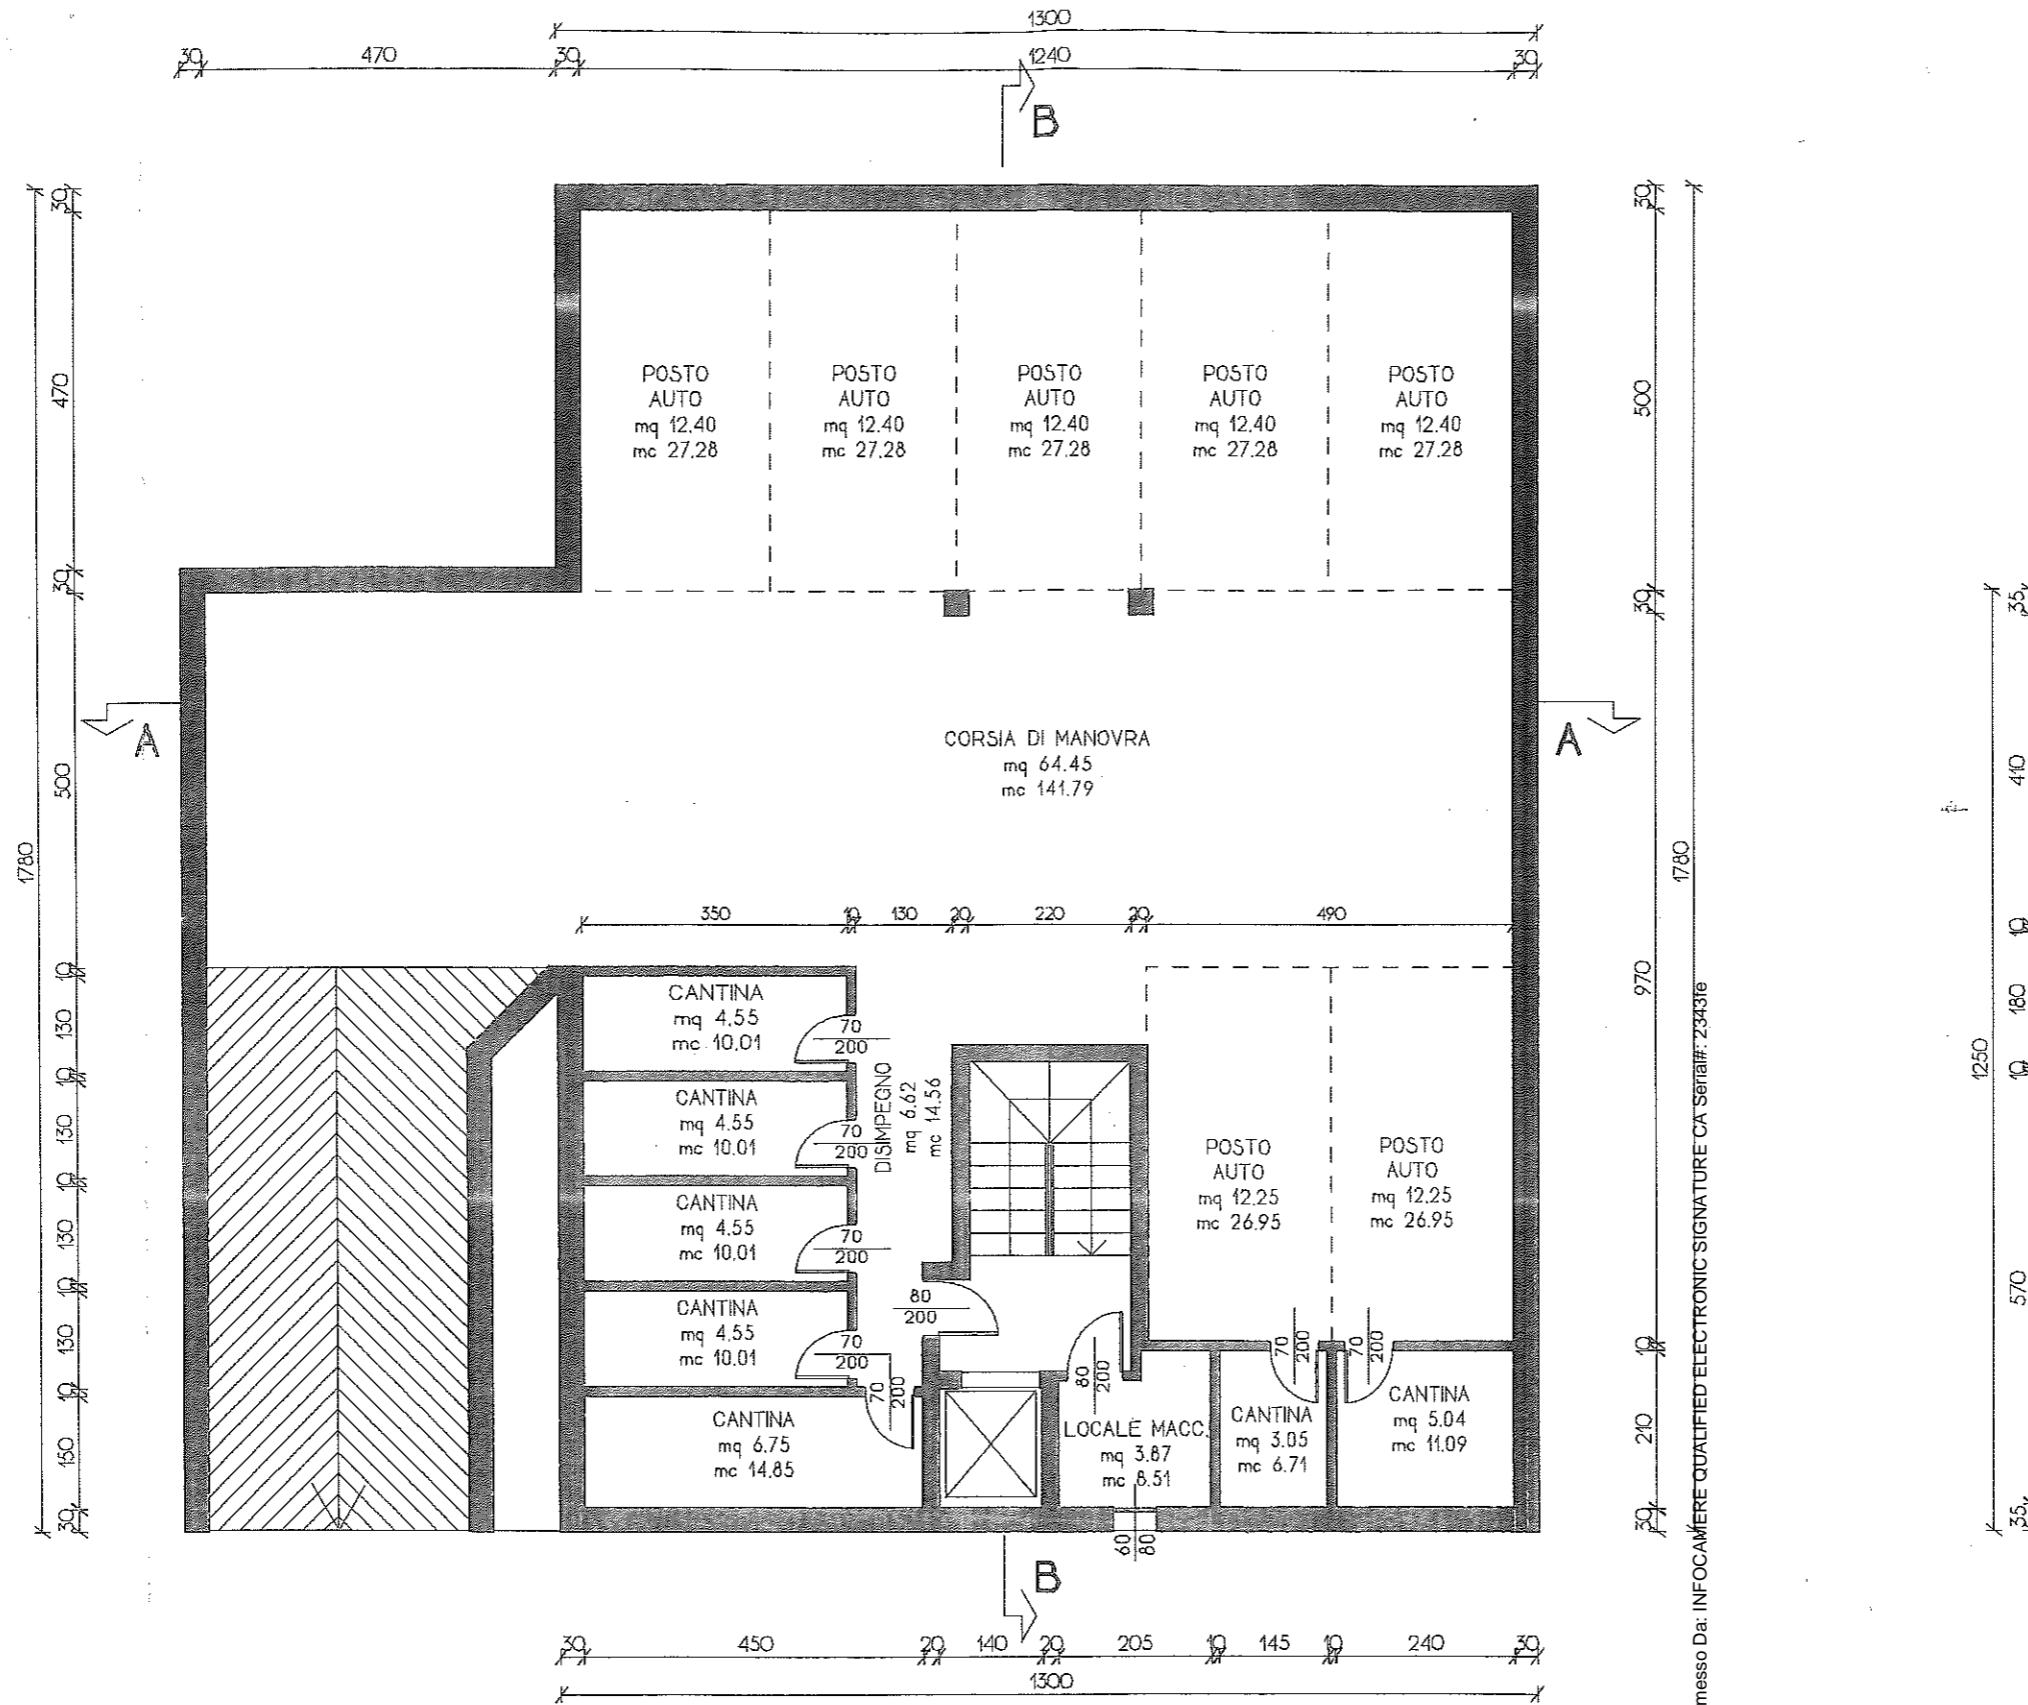 1300
30
470
30
1240
30
B
1780
30
470
30
500
10
130
10
130
10
130
10
130
10
150
30
POSTO
AUTO
mq 12.40
mc 27.28
POSTO
AUTO
mq 12.40
mc 27.28
POSTO
AUTO
mq 12.40
mc 27.28
POSTO
AUTO
mq 12.40
mc 27.28
POSTO
AUTO
mq 12.40
mc 27.28
A
CORSIA DI MANOVRA
mq 64.45
mc 141.79
A
350
10
130
20
220
20
490
CANTINA
mq 4.55
mc 10.01
70
200
CANTINA
mq 4.55
mc 10.01
70
200
CANTINA
mq 4.55
mc 10.01
70
200
CANTINA
mq 4.55
mc 10.01
70
200
DISIMPEGNO
mq 6.62
mc 14.56
80
200
CANTINA
mq 6.75
mc 14.85
70
200
80
200
LOCALE MACC.
mq 3.87
mc 8.51
60
80
POSTO
AUTO
mq 12.25
mc 26.95
POSTO
AUTO
mq 12.25
mc 26.95
70
200
70
200
CANTINA
mq 3.05
mc 6.71
CANTINA
mq 5.04
mc 11.09
30
500
30
970
10
210
30
1780
messo Da: INFOCAMERE QUALIFIED ELECTRONIC SIGNATURE CA Serial#: 2343fe
1250
35
410
10
180
10
570
35
B
30
450
20
140
20
205
10
145
10
240
30
1300